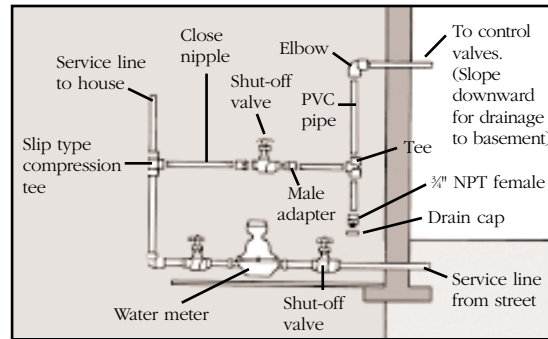 Service line
to house
Close
nipple
Shut-off
valve
Elbow
PVC
pipe
To control
valves.
(Slope
downward
for drainage
to basement)
Slip type
compression
tee
Male
adapter
Tee
¾" NPT female
Drain cap
Water meter
Shut-off
valve
Service line
from street